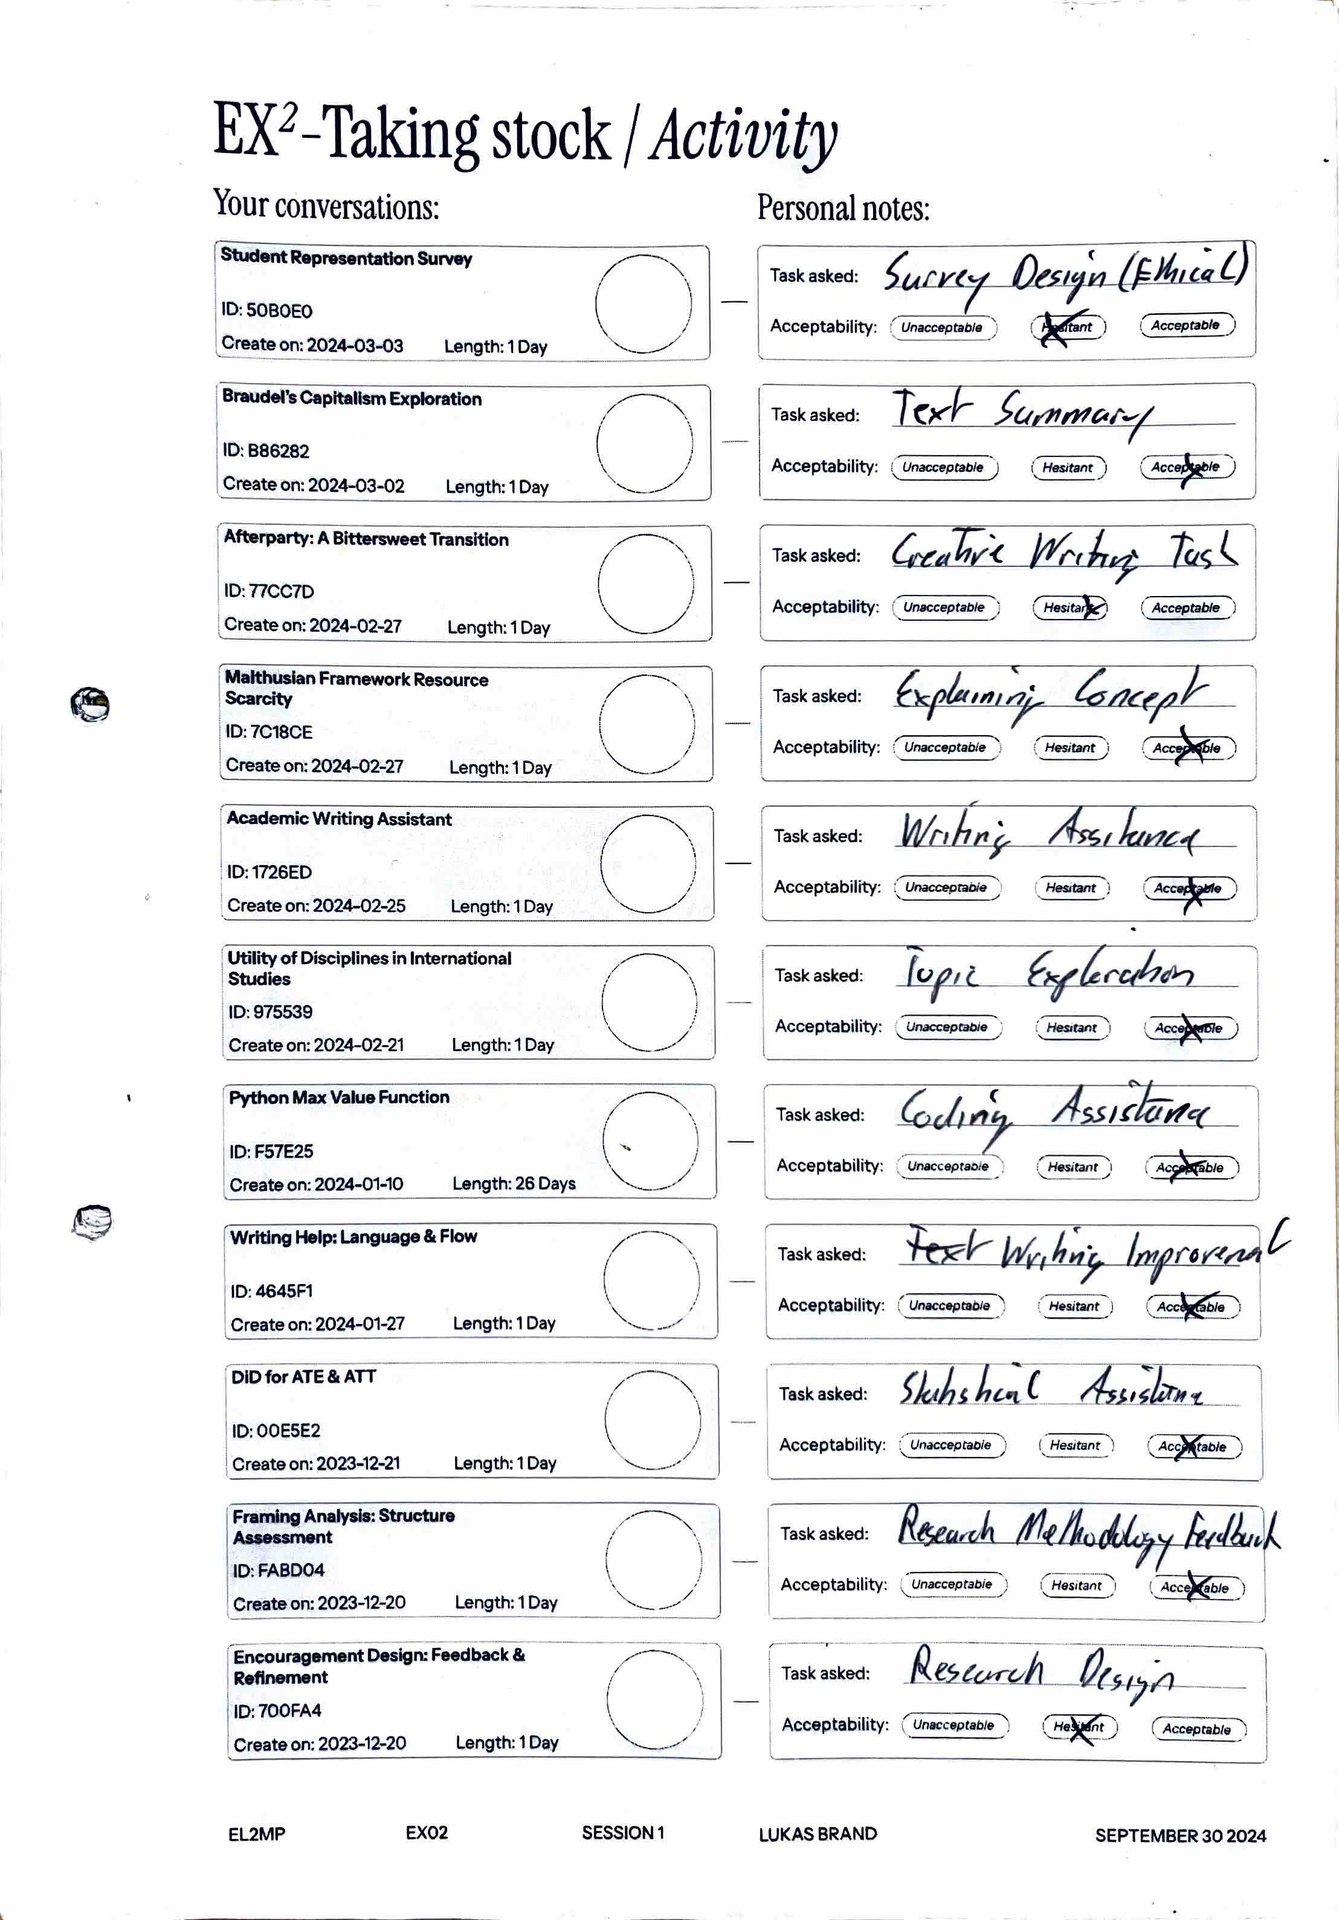 EX²-Taking stock / Activity
Your conversations:
Personal notes:
Student Representation Survey
ID: 50B0E0
Create on: 2024-03-03 Length: 1 Day
Task asked: Survey Design (Ethical)
Acceptability: Unacceptable Hesitant Acceptable
Braudel's Capitalism Exploration
ID: B86282
Create on: 2024-03-02 Length: 1 Day
Task asked: Text Summary
Acceptability: Unacceptable Hesitant Acceptable
Afterparty: A Bittersweet Transition
ID: 77CC7D
Create on: 2024-02-27 Length: 1 Day
Task asked: Creative Writing Task
Acceptability: Unacceptable Hesitant Acceptable
Malthusian Framework Resource
Scarcity
ID: 7C18CE
Create on: 2024-02-27 Length: 1 Day
Task asked: Explaining Concept
Acceptability: Unacceptable Hesitant Acceptable
Academic Writing Assistant
ID: 1726ED
Create on: 2024-02-25 Length: 1 Day
Task asked: Writing Assitance
Acceptability: Unacceptable Hesitant Acceptable
Utility of Disciplines in International
Studies
ID: 975539
Create on: 2024-02-21 Length: 1 Day
Task asked: Topic Exploration
Acceptability: Unacceptable Hesitant Acceptable
Python Max Value Function
ID: F57E25
Create on: 2024-01-10 Length: 26 Days
Task asked: Coding Assistance
Acceptability: Unacceptable Hesitant Acceptable
Writing Help: Language & Flow
ID: 4645F1
Create on: 2024-01-27 Length: 1 Day
Task asked: Text Writing Improvement
Acceptability: Unacceptable Hesitant Acceptable
DiD for ATE & ATT
ID: 00E5E2
Create on: 2023-12-21 Length: 1 Day
Task asked: Statistical Assistance
Acceptability: Unacceptable Hesitant Acceptable
Framing Analysis: Structure
Assessment
ID: FABD04
Create on: 2023-12-20 Length: 1 Day
Task asked: Research Methodology Feedback
Acceptability: Unacceptable Hesitant Acceptable
Encouragement Design: Feedback &
Refinement
ID: 700FA4
Create on: 2023-12-20 Length: 1 Day
Task asked: Research Design
Acceptability: Unacceptable Hesitant Acceptable
EL2MP EX02 SESSION 1 LUKAS BRAND SEPTEMBER 30 2024